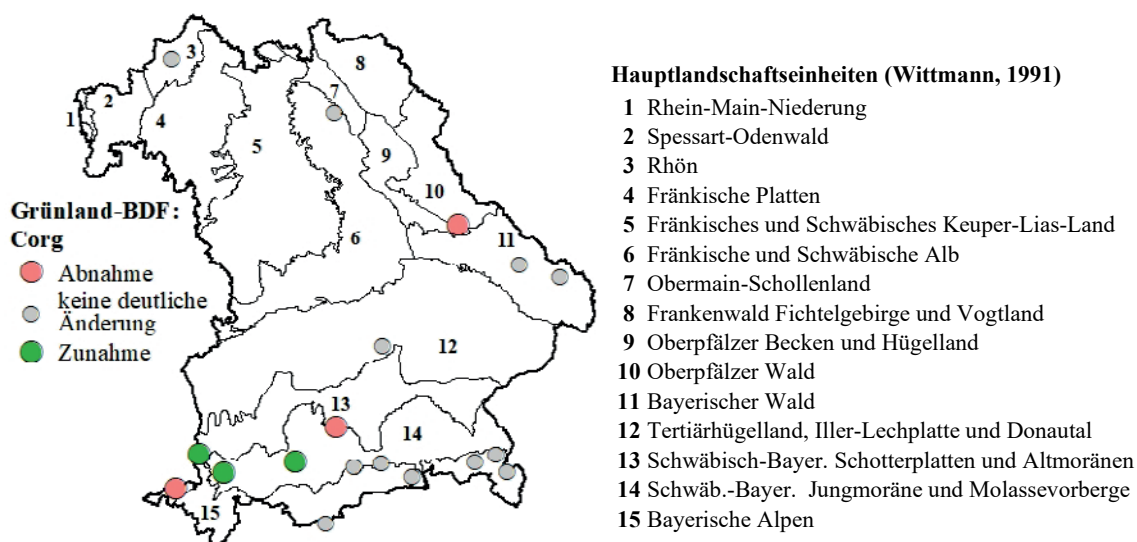 3
8
2
7
1
4
5
9
10
Grünland-BDF:
Corg
6
11
Abnahme
keine deutliche
Änderung
Zunahme
12
13
14
15
Hauptlandschaftseinheiten (Wittmann, 1991)
1 Rhein-Main-Niederung
2 Spessart-Odenwald
3 Rhön
4 Fränkische Platten
5 Fränkisches und Schwäbisches Keuper-Lias-Land
6 Fränkische und Schwäbische Alb
7 Obermain-Schollenland
8 Frankenwald Fichtelgebirge und Vogtland
9 Oberpfälzer Becken und Hügelland
10 Oberpfälzer Wald
11 Bayerischer Wald
12 Tertiärhügelland, Iller-Lechplatte und Donautal
13 Schwäbisch-Bayer. Schotterplatten und Altmoränen
14 Schwäb.-Bayer. Jungmoräne und Molassevorberge
15 Bayerische Alpen